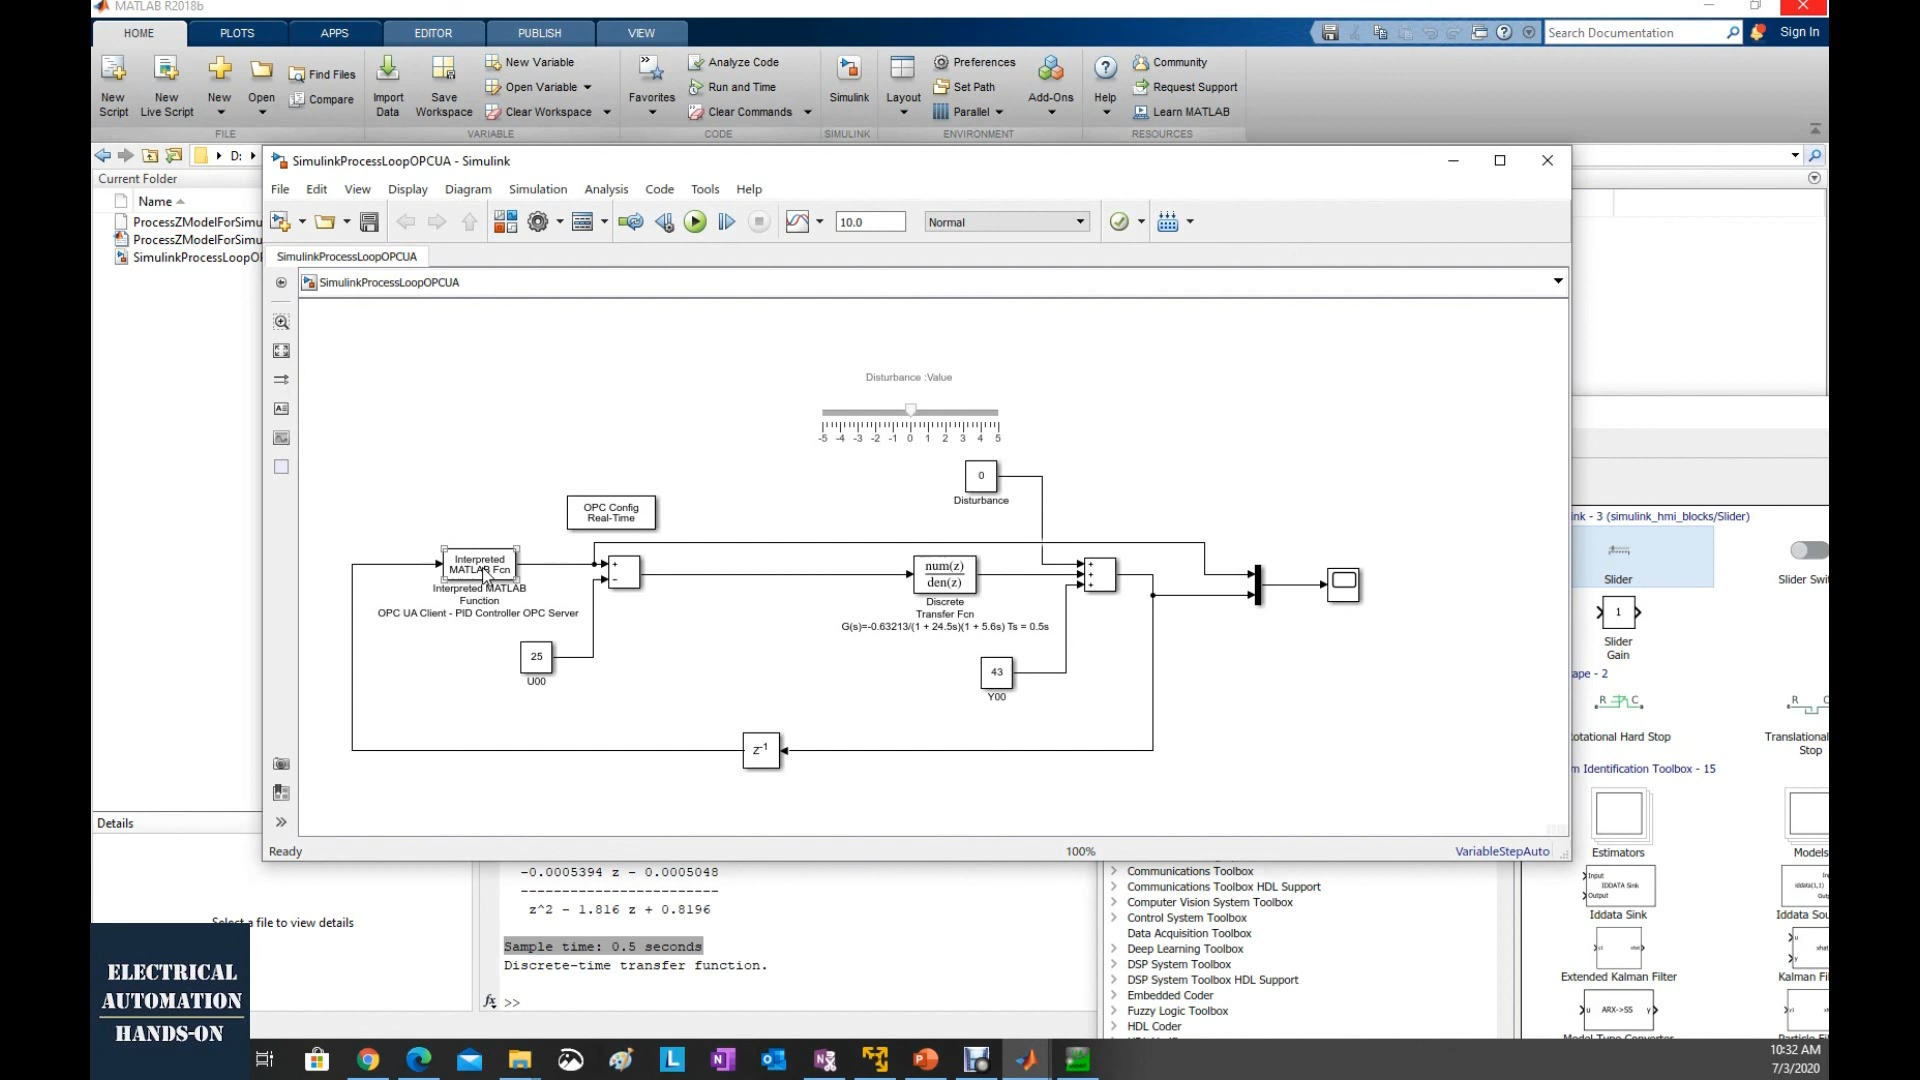 MATLAB R2018b
HOME
PLOTS
APPS
EDITOR
PUBLISH
VIEW
Search Documentation
Sign In
New Script
New Live Script
New
Open
Find Files
Compare
FILE
Import Data
Save Workspace
New Variable
Open Variable
Clear Workspace
VARIABLE
Favorites
Analyze Code
Run and Time
Clear Commands
CODE
Simulink
SIMULINK
Layout
Preferences
Set Path
Parallel
ENVIRONMENT
Add-Ons
Help
Community
Request Support
Learn MATLAB
RESOURCES
D:
Current Folder
Name
ProcessZModelForSimu
ProcessZModelForSimu
SimulinkProcessLoopOP
SimulinkProcessLoopOPCUA - Simulink
File Edit View Display Diagram Simulation Analysis Code Tools Help
10.0
Normal
SimulinkProcessLoopOPCUA
SimulinkProcessLoopOPCUA
Disturbance :Value
-5 -4 -3 -2 -1 0 1 2 3 4 5
0
Disturbance
OPC Config
Real-Time
Interpreted
MATLAB Fcn
Interpreted MATLAB
Function
OPC UA Client - PID Controller OPC Server
+
−
num(z)
den(z)
Discrete
Transfer Fcn
G(s)=-0.63213/(1 + 24.5s)(1 + 5.6s) Ts = 0.5s
+
+
+
25
U00
43
Y00
z-1
Ready
100%
VariableStepAuto
Details
Select a file to view details
-0.0005394 z - 0.0005048
------------------------
z^2 - 1.816 z + 0.8196
Sample time: 0.5 seconds
Discrete-time transfer function.
fx >>
Communications Toolbox
Communications Toolbox HDL Support
Computer Vision System Toolbox
Control System Toolbox
Data Acquisition Toolbox
Deep Learning Toolbox
DSP System Toolbox
DSP System Toolbox HDL Support
Embedded Coder
Fuzzy Logic Toolbox
HDL Coder
ink - 3 (simulink_hmi_blocks/Slider)
Slider
Slider Swit
1
Slider
Gain
ape - 2
R C
R C
otational Hard Stop
Translational
Stop
m Identification Toolbox - 15
Estimators
Models
Input
Output
IDDATA Sink
Iddata Sink
iddata(1,1)
Iddata Sou
Extended Kalman Filter
Kalman Fi
u ARX->SS y
ELECTRICAL
AUTOMATION
HANDS-ON
10:32 AM
7/3/2020